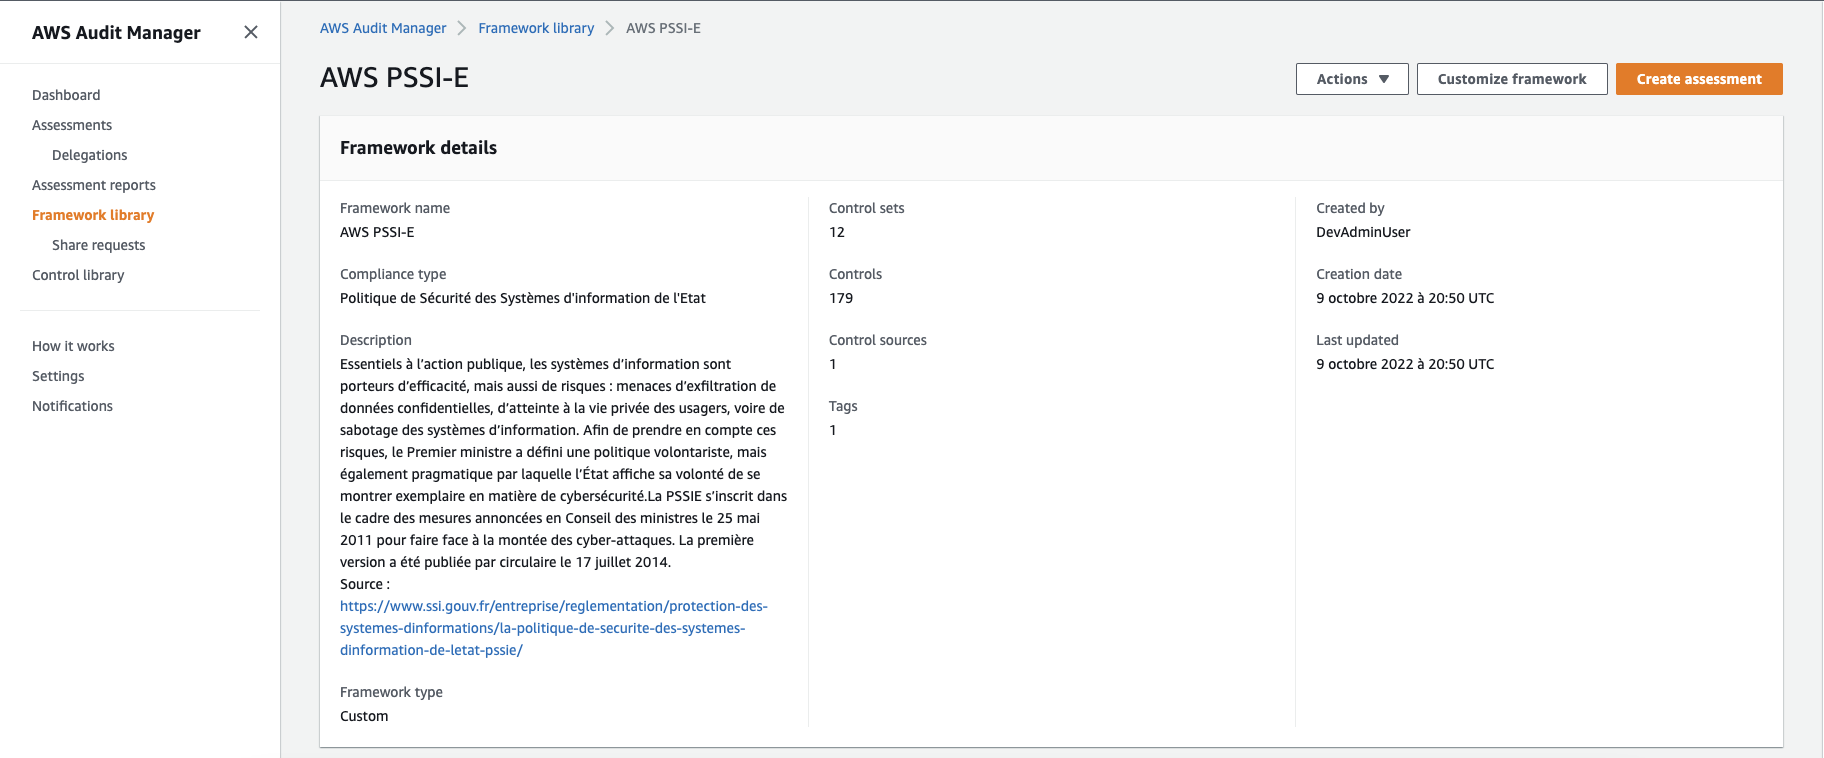 AWS Audit Manager
Dashboard
Assessments
Delegations
Assessment reports
Framework library
Share requests
Control library
How it works
Settings
Notifications
AWS Audit Manager
Framework library
AWS PSSI-E
AWS PSSI-E
Actions
Customize framework
Create assessment
Framework details
Framework name
AWS PSSI-E
Compliance type
Politique de Sécurité des Systèmes d'information de l'Etat
Description
Essentiels à l’action publique, les systèmes d’information sont
porteurs d’efficacité, mais aussi de risques : menaces d’exfiltration de
données confidentielles, d’atteinte à la vie privée des usagers, voire de
sabotage des systèmes d’information. Afin de prendre en compte ces
risques, le Premier ministre a défini une politique volontariste, mais
également pragmatique par laquelle l’État affiche sa volonté de se
montrer exemplaire en matière de cybersécurité.La PSSIE s’inscrit dans
le cadre des mesures annoncées en Conseil des ministres le 25 mai
2011 pour faire face à la montée des cyber-attaques. La première
version a été publiée par circulaire le 17 juillet 2014.
Source :
https://www.ssi.gouv.fr/entreprise/reglementation/protection-des-
systemes-dinformations/la-politique-de-securite-des-systemes-
dinformation-de-letat-pssie/
Framework type
Custom
Control sets
12
Controls
179
Control sources
1
Tags
1
Created by
DevAdminUser
Creation date
9 octobre 2022 à 20:50 UTC
Last updated
9 octobre 2022 à 20:50 UTC